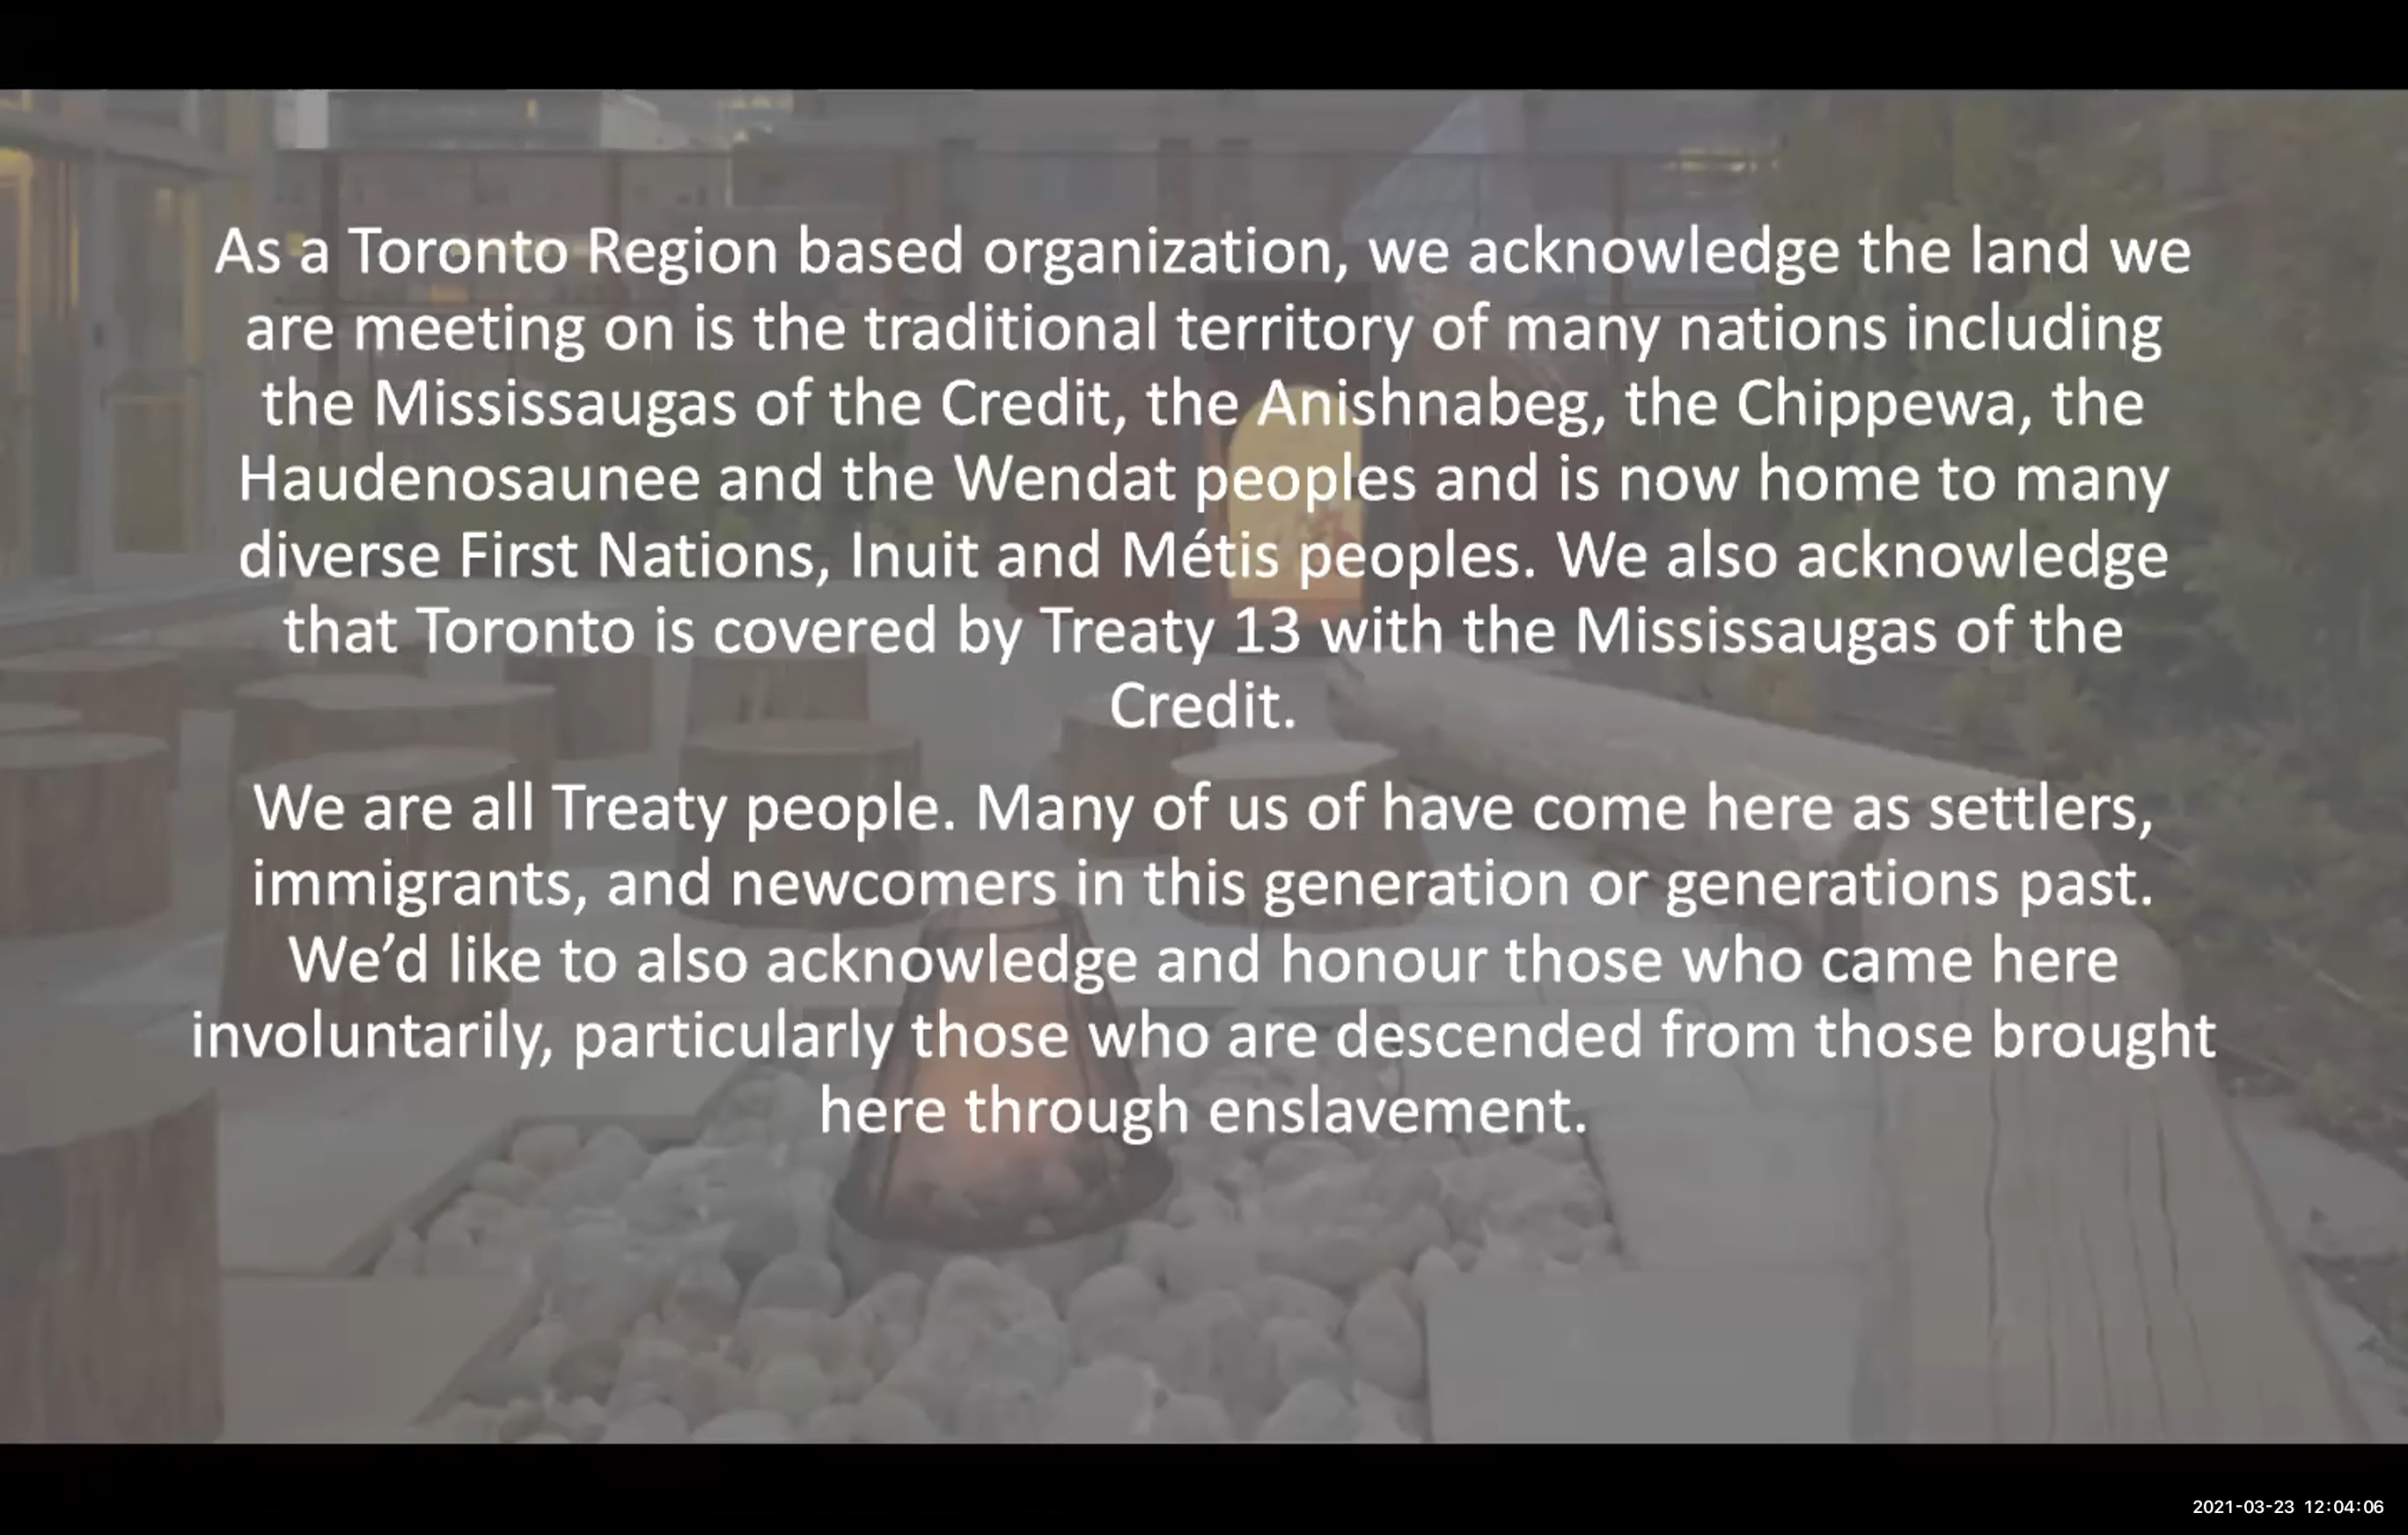 As a Toronto Region based organization, we acknowledge the land we
are meeting on is the traditional territory of many nations including
the Mississaugas of the Credit, the Anishnabeg, the Chippewa, the
Haudenosaunee and the Wendat peoples and is now home to many
diverse First Nations, Inuit and Métis peoples. We also acknowledge
that Toronto is covered by Treaty 13 with the Mississaugas of the
Credit.
We are all Treaty people. Many of us of have come here as settlers,
immigrants, and newcomers in this generation or generations past.
We’d like to also acknowledge and honour those who came here
involuntarily, particularly those who are descended from those brought
here through enslavement.
2021-03-23 12:04:06